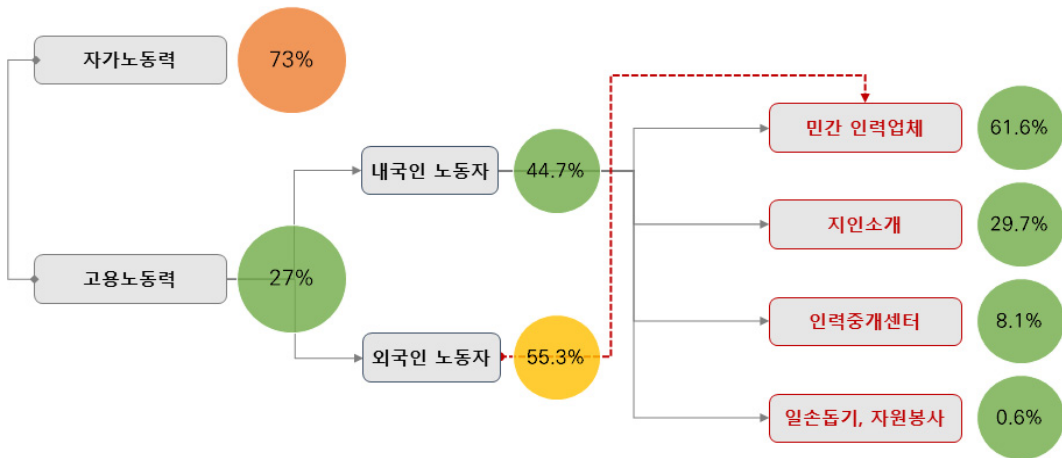 자가노동력
73%
고용노동력
27%
내국인 노동자
44.7%
외국인 노동자
55.3%
민간 인력업체
61.6%
지인소개
29.7%
인력중개센터
8.1%
일손돕기, 자원봉사
0.6%